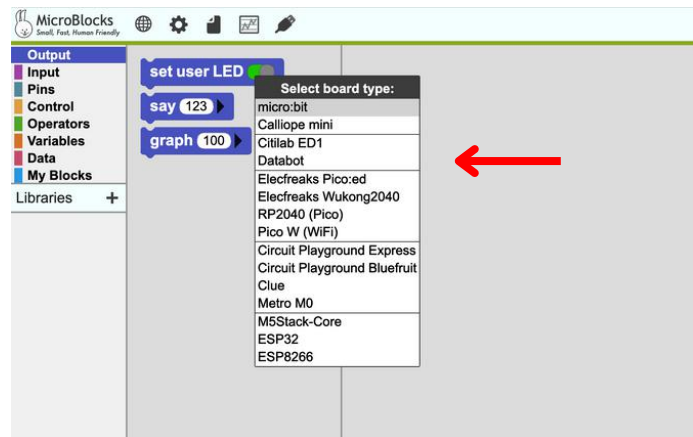 MicroBlocks
Small, Fast, Human Friendly
Output
Input
Pins
Control
Operators
Variables
Data
My Blocks
Libraries +
set user LED
say 123
graph 100
Select board type:
micro:bit
Calliope mini
Citilab ED1
Databot
Elecfreaks Pico:ed
Elecfreaks Wukong2040
RP2040 (Pico)
Pico W (WiFi)
Circuit Playground Express
Circuit Playground Bluefruit
Clue
Metro M0
M5Stack-Core
ESP32
ESP8266